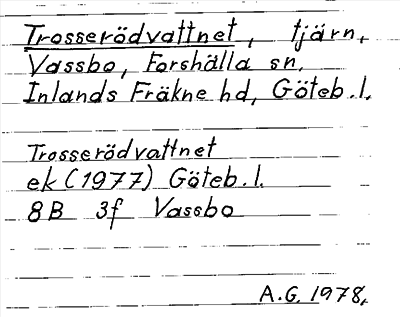 Trosserödvattnet, tjärn,
Vassbo, Forshälla sn,
Inlands Fräkne hd, Göteb.l.
Trosserödvattnet
ek (1977) Göteb.l.
8B 3f Vassbo
A.G. 1978.